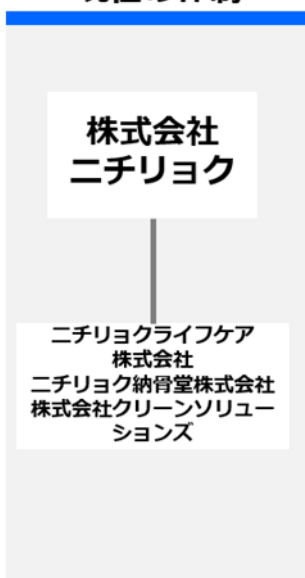 株式会社
ニチリョク
ニチリョクライフケア
株式会社
ニチリョク納骨堂株式会社
株式会社クリーンソリュー
ションズ